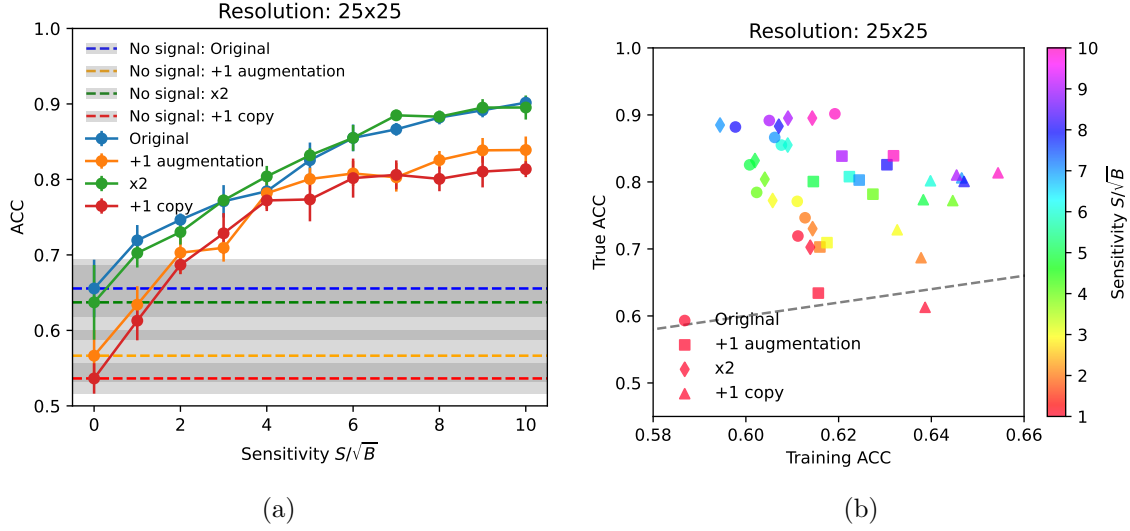 Resolution: 25x25
1.0
0.9
0.8
0.7
0.6
0.5
ACC
No signal: Original
No signal: +1 augmentation
No signal: x2
No signal: +1 copy
Original
+1 augmentation
x2
+1 copy
0 2 4 6 8 10
Sensitivity S/√B
(a)
Resolution: 25x25
1.0
0.9
0.8
0.7
0.6
0.5
True ACC
Original
+1 augmentation
x2
+1 copy
0.58 0.60 0.62 0.64 0.66
Training ACC
10
9
8
7
6
5
4
3
2
1
Sensitivity S/√B
(b)